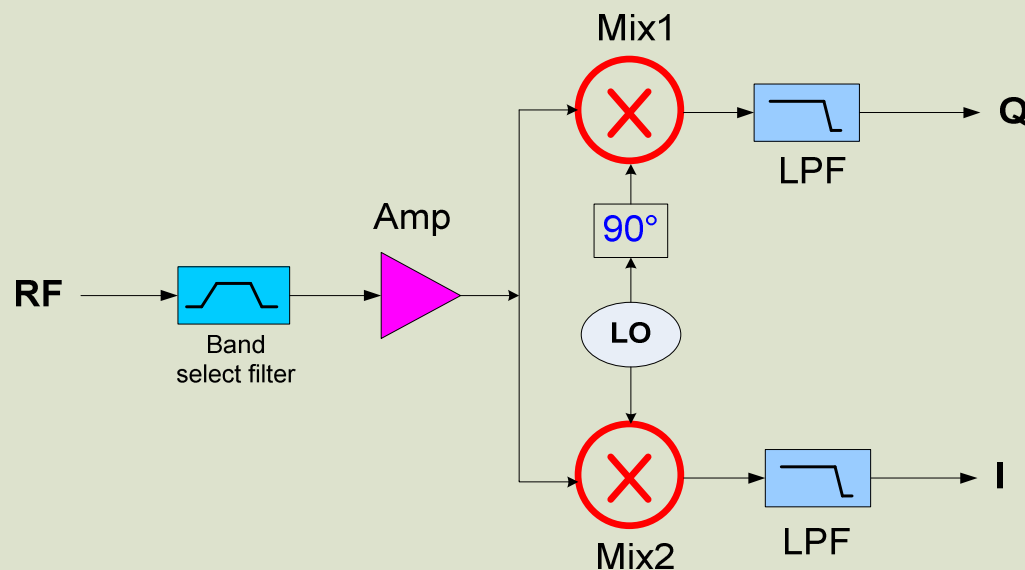 Mix1
Q
LPF
Amp
90°
RF
LO
Band
select filter
I
LPF
Mix2